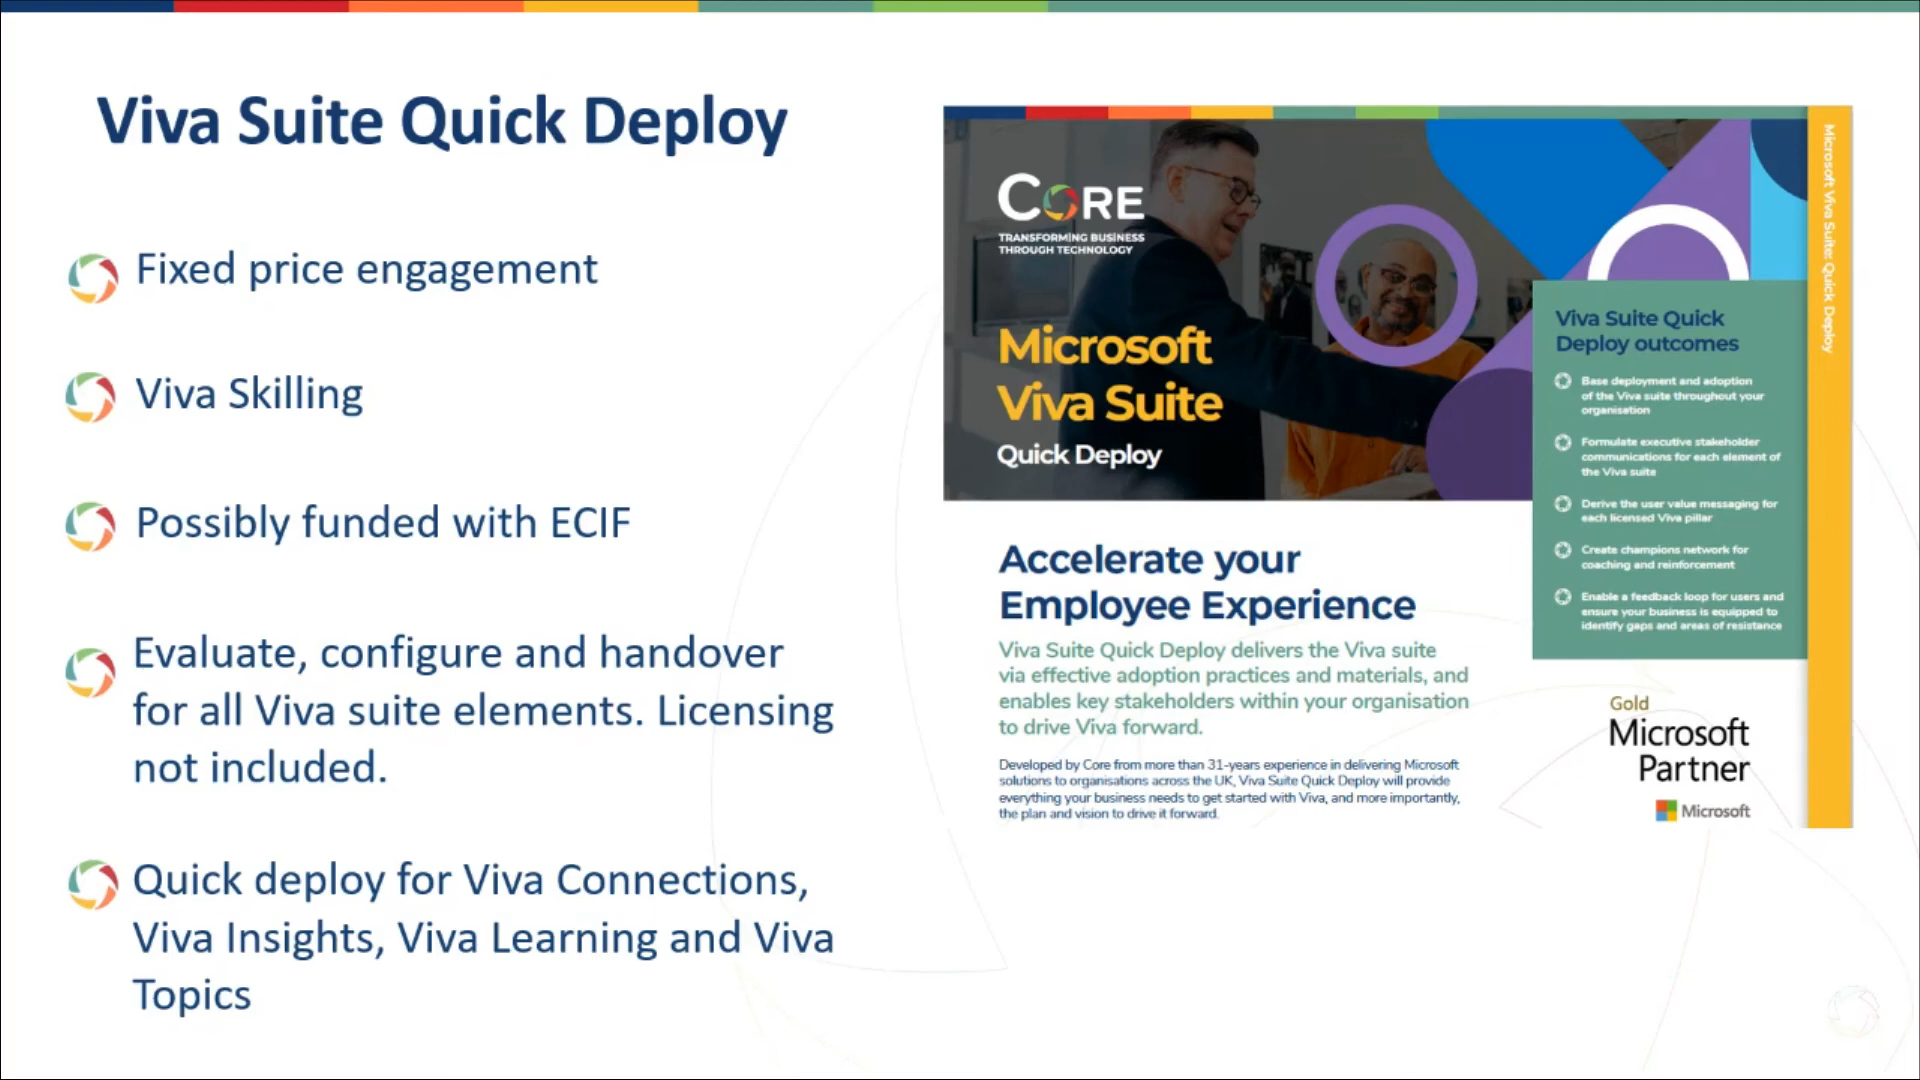 Viva Suite Quick Deploy
Fixed price engagement
Viva Skilling
Possibly funded with ECIF
Evaluate, configure and handover
for all Viva suite elements. Licensing
not included.
Quick deploy for Viva Connections,
Viva Insights, Viva Learning and Viva
Topics
CORE
TRANSFORMING BUSINESS
THROUGH TECHNOLOGY
Microsoft
Viva Suite
Quick Deploy
Accelerate your
Employee Experience
Viva Suite Quick Deploy delivers the Viva suite
via effective adoption practices and materials, and
enables key stakeholders within your organisation
to drive Viva forward.
Developed by Core from more than 31-years experience in delivering Microsoft
solutions to organisations across the UK, Viva Suite Quick Deploy will provide
everything your business needs to get started with Viva, and more importantly,
the plan and vision to drive it forward.
Viva Suite Quick
Deploy outcomes
Base deployment and adoption
of the Viva suite throughout your
organisation
Formulate executive stakeholder
communications for each element of
the Viva suite
Derive the user value messaging for
each licensed Viva pillar
Create champions network for
coaching and reinforcement
Enable a feedback loop for users and
ensure your business is equipped to
identify gaps and areas of resistance
Gold
Microsoft
Partner
Microsoft
Microsoft Viva Suite: Quick Deploy